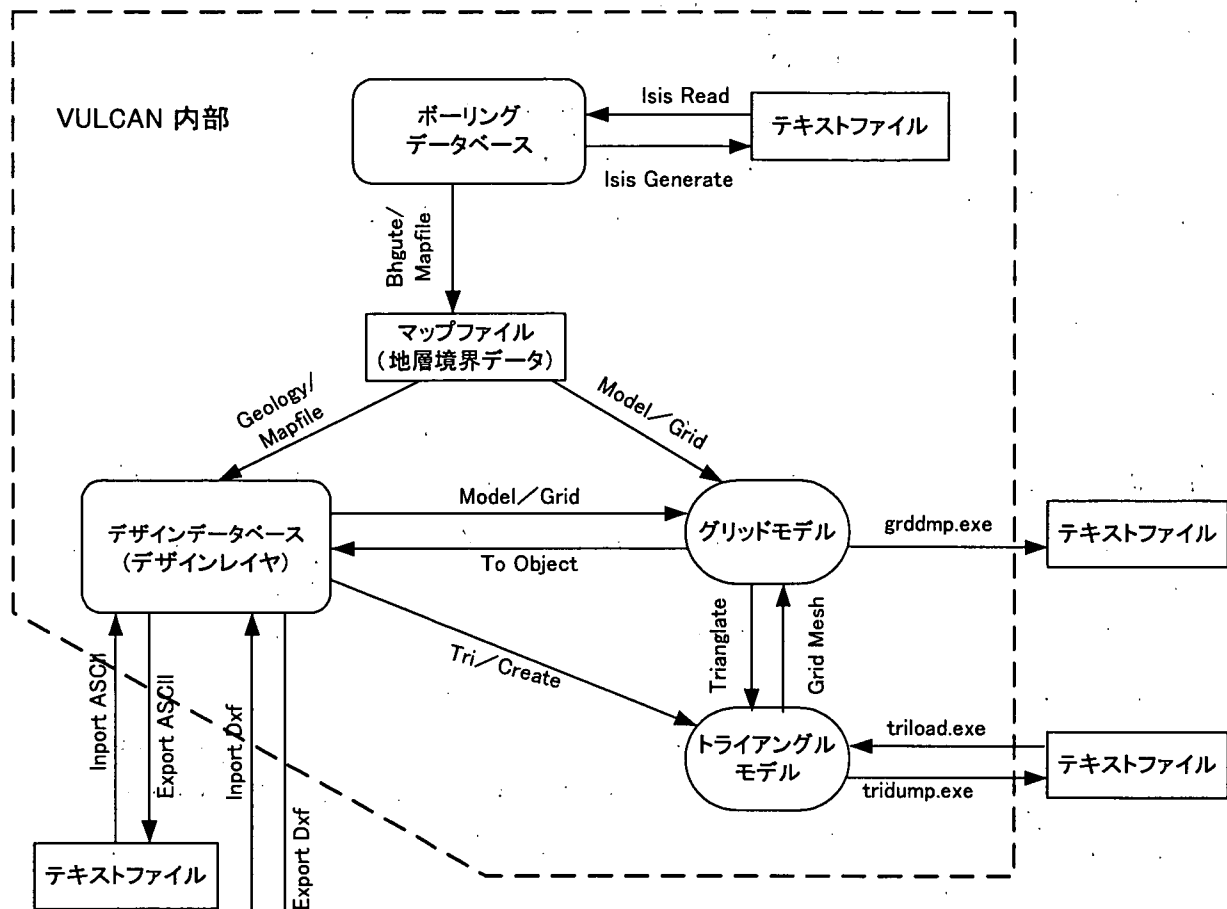 VULCAN 内部
ボーリング
データベース
Isis Read
Isis Generate
テキストファイル
Bhgute/
Mapfile
マップファイル
(地層境界データ)
Geology/
Mapfile
Model/Grid
デザインデータベース
(デザインレイヤ)
Model/Grid
To Object
グリッドモデル
grddmp.exe
テキストファイル
Tri/Create
Trianglate
Grid Mesh
トライアングル
モデル
triload.exe
tridump.exe
テキストファイル
Inport ASCII
Export ASCII
Inport Dxf
Export Dxf
テキストファイル